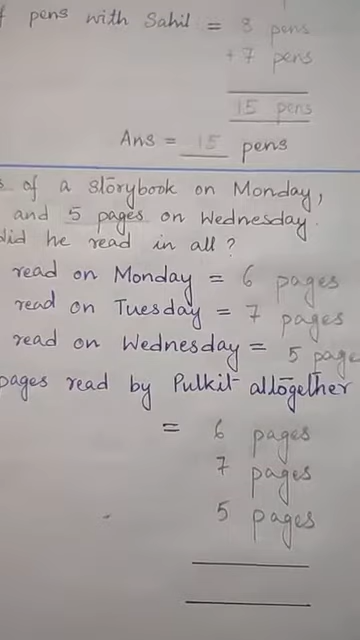 pens with Sahil = 8 pens
+ 7 pens
15 pens
Ans = 15 pens
of a storybook on Monday,
and 5 pages on Wednesday.
did he read in all ?
read on Monday = 6 pages
read on Tuesday = 7 pages
read on Wednesday = 5 page
pages read by Pulkit altogether
= 6 pages
7 pages
5 pages